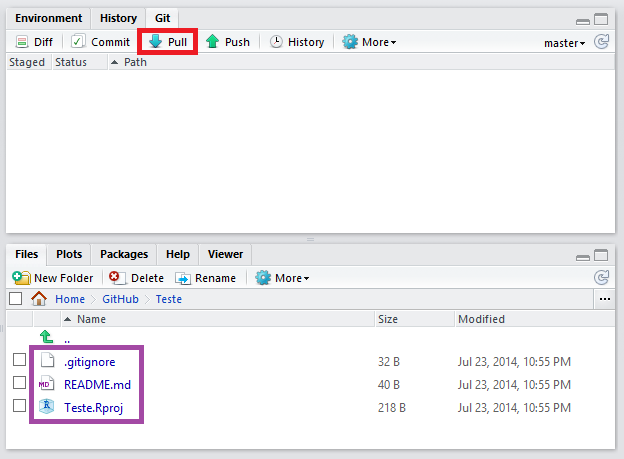 Environment History Git
Diff Commit Pull Push History More master
Staged Status Path
Files Plots Packages Help Viewer
New Folder Delete Rename More
Home GitHub Teste ...
Name Size Modified
..
.gitignore 32 B Jul 23, 2014, 10:55 PM
MD README.md 40 B Jul 23, 2014, 10:55 PM
R Teste.Rproj 218 B Jul 23, 2014, 10:55 PM